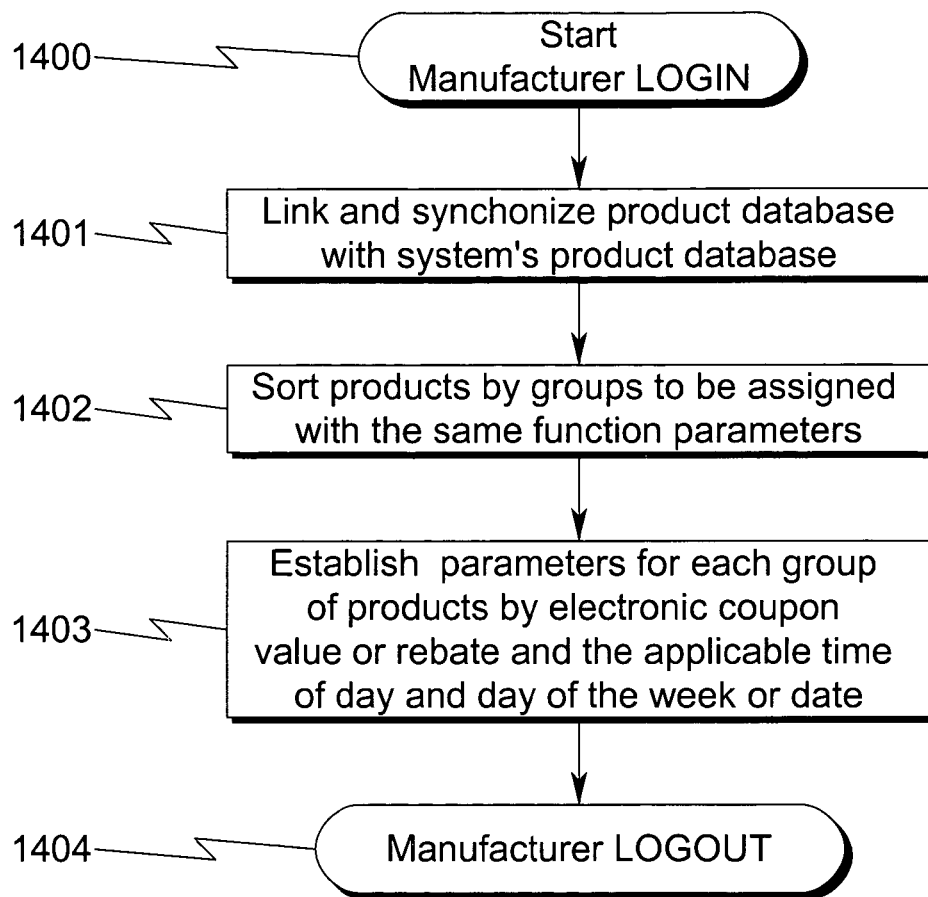 1400
Start
Manufacturer LOGIN
1401
Link and synchonize product database
with system's product database
1402
Sort products by groups to be assigned
with the same function parameters
1403
Establish parameters for each group
of products by electronic coupon
value or rebate and the applicable time
of day and day of the week or date
1404
Manufacturer LOGOUT